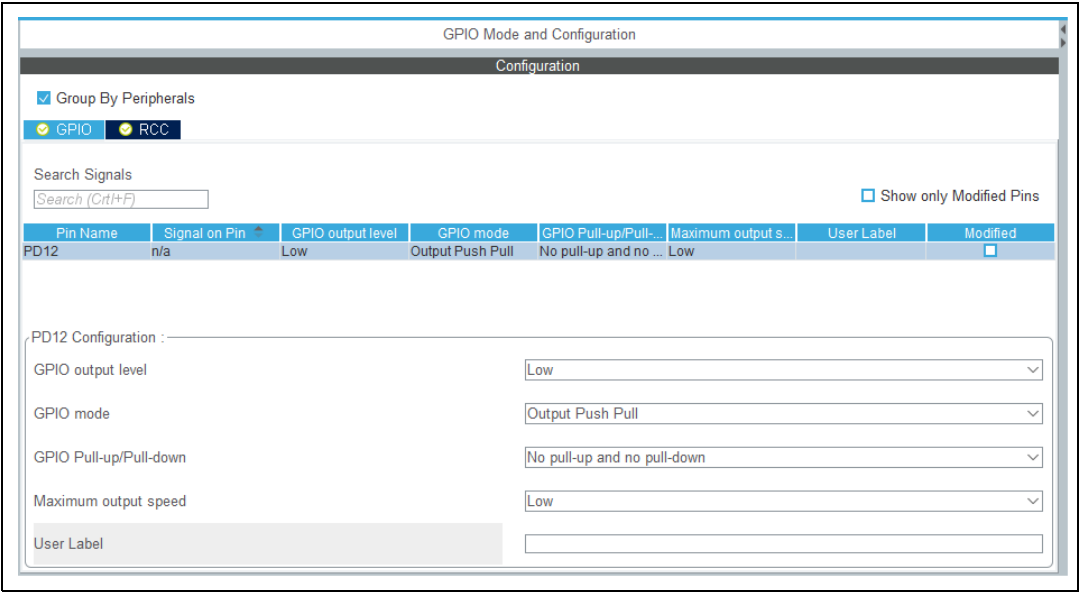 GPIO Mode and Configuration
Configuration
Group By Peripherals
GPIO RCC
Search Signals
Search (CrtI+F)
Show only Modified Pins
Pin Name Signal on Pin GPIO output level GPIO mode GPIO Pull-up/Pull-... Maximum output s... User Label Modified
PD12 n/a Low Output Push Pull No pull-up and no ... Low
PD12 Configuration :
GPIO output level Low
GPIO mode Output Push Pull
GPIO Pull-up/Pull-down No pull-up and no pull-down
Maximum output speed Low
User Label